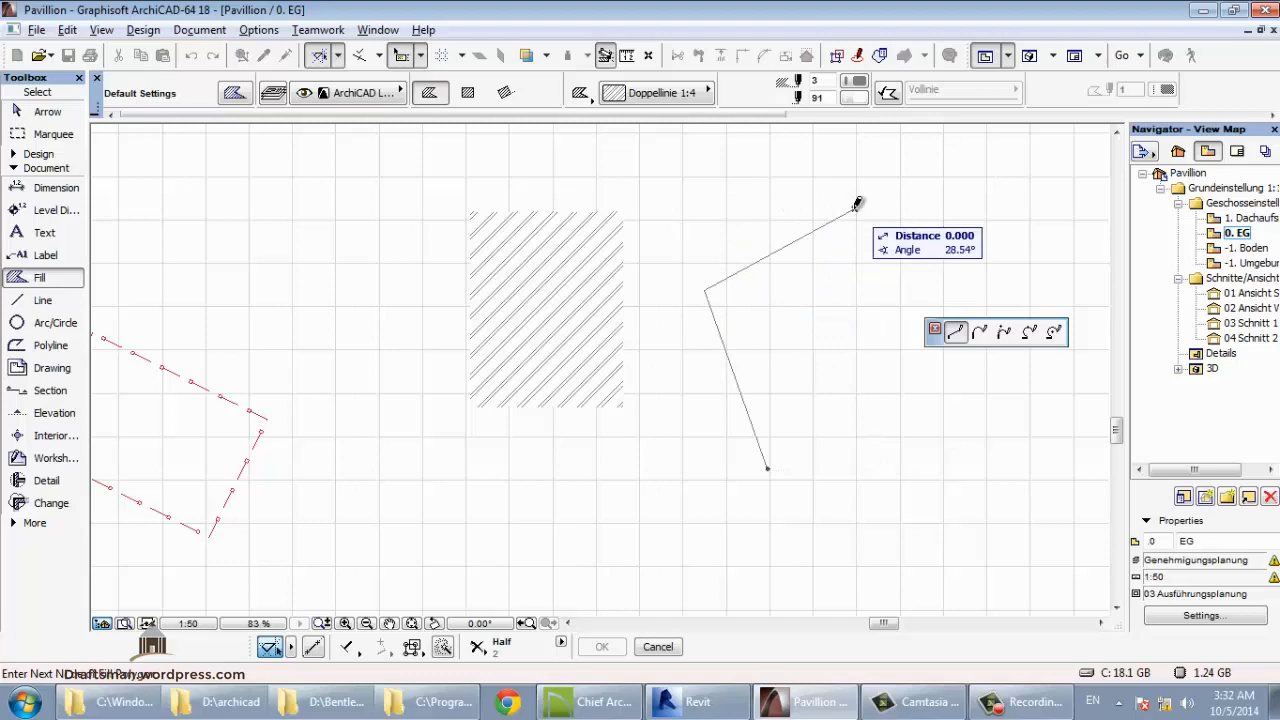 Pavillion - Graphisoft ArchiCAD-64 18 - [Pavillion / 0. EG]
File Edit View Design Document Options Teamwork Window Help
Go
Toolbox
Select
Arrow
Marquee
Design
Document
Dimension
Level Di...
Text
Label
Fill
Line
Arc/Circle
Polyline
Drawing
Section
Elevation
Interior...
Worksh...
Detail
Change
More
Default Settings
ArchiCAD L...
Doppellinie 1:4
3
91
Vollinie
1
Distance 0.000
Angle 28.54°
Navigator - View Map
Pavillion
Grundeinstellung 1:
Geschosseinstell
1. Dachaufs
0. EG
-1. Boden
-1. Umgebur
Schnitte/Ansicht
01 Ansicht S
02 Ansicht W
03 Schnitt 1
04 Schnitt 2
Details
3D
Properties
.0 EG
Genehmigungsplanung
1:50
03 Ausführungsplanung
Settings...
1:50 83 % 0.00°
Half
2
OK Cancel
Enter Next N
Draftsman.wordpress.com
C: 18.1 GB 1.24 GB
C:\Windo... D:\archicad D:\Bentle... C:\Progra... Chief Arc... Revit Pavillion ... Camtasia ... Recordin...
EN
3:32 AM
10/5/2014